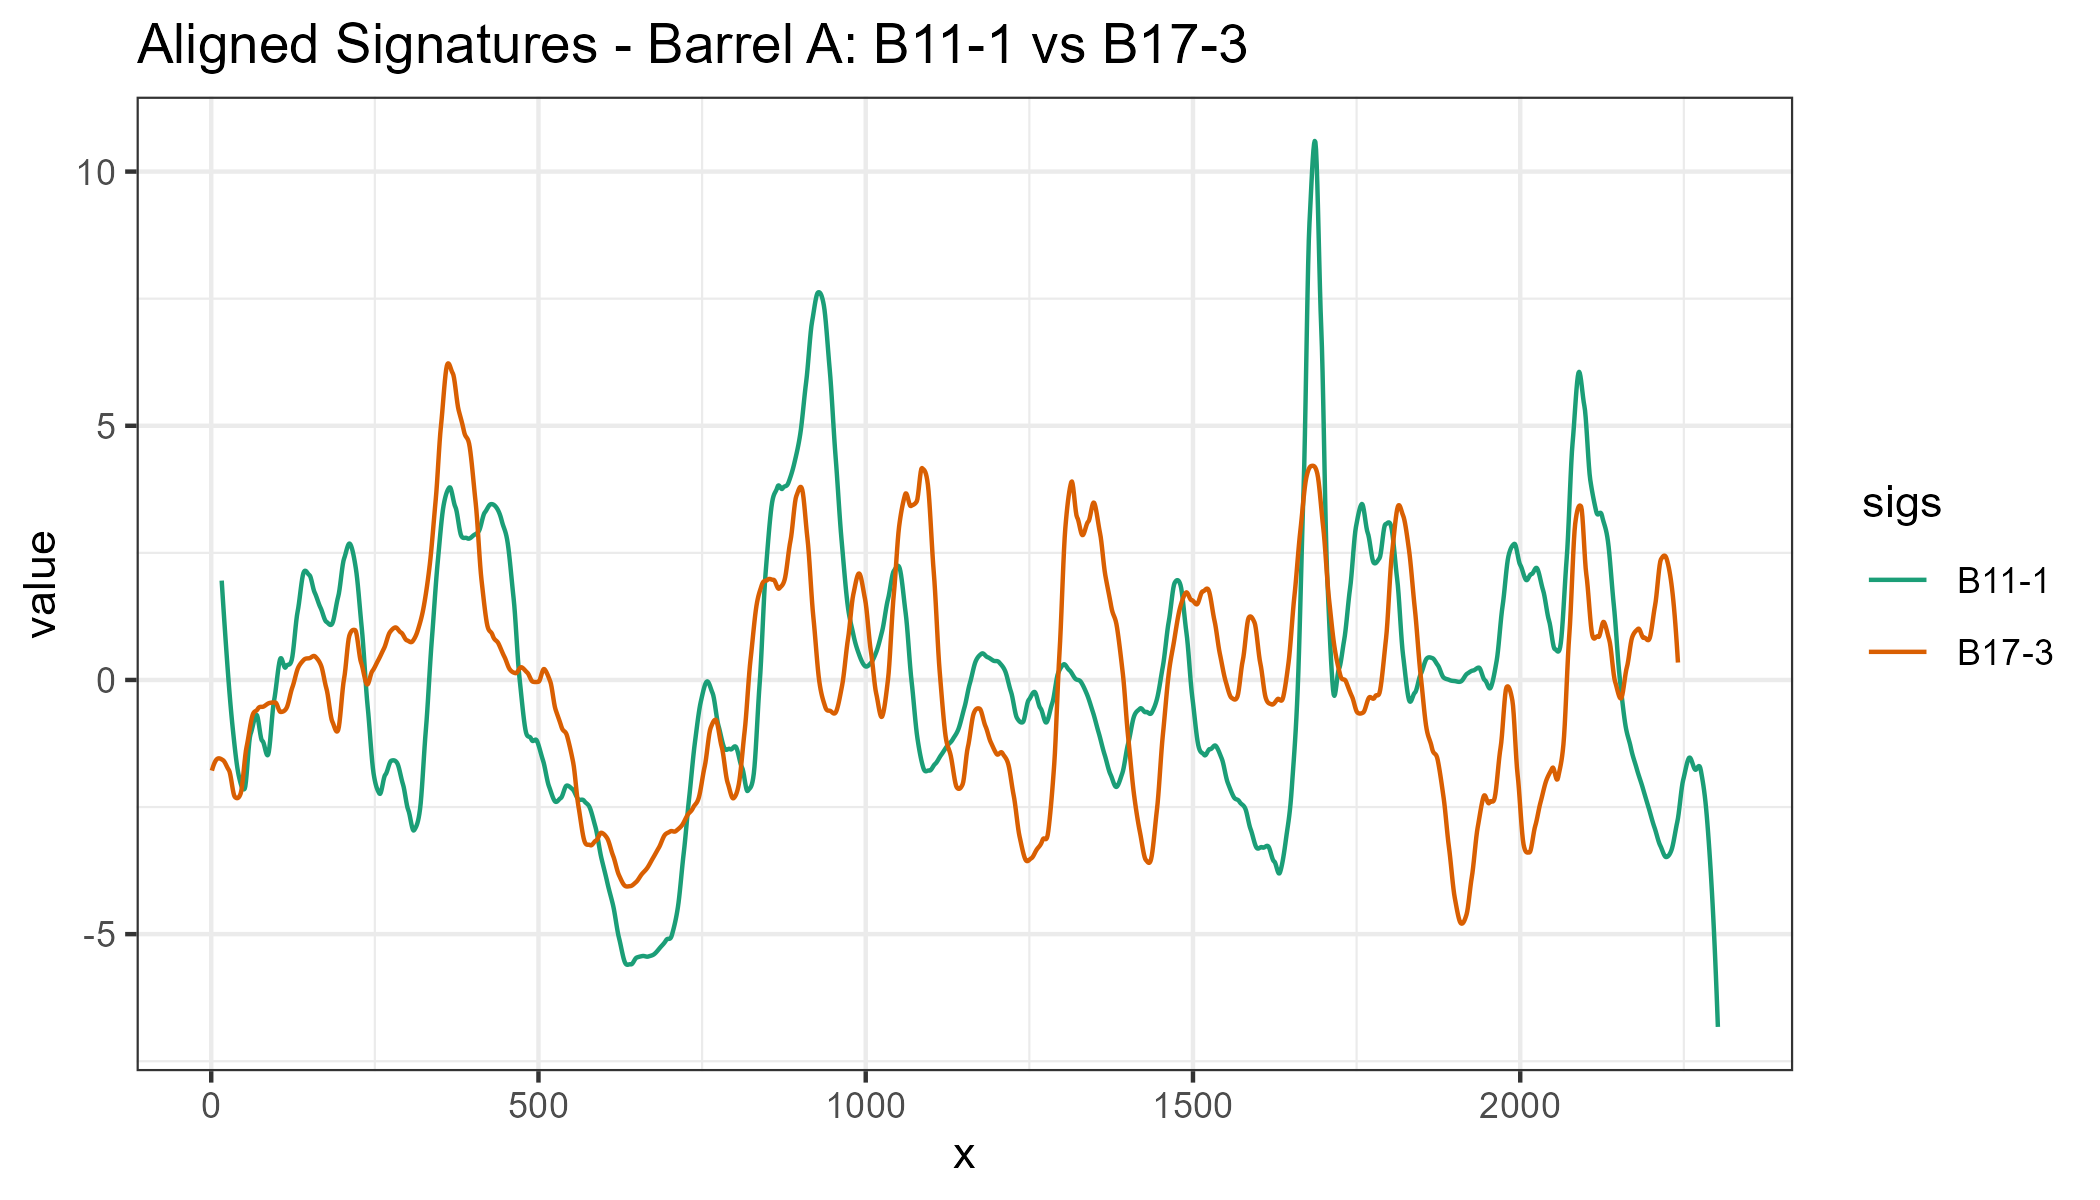 Aligned Signatures - Barrel A: B11-1 vs B17-3
10
5
0
-5
value
0 500 1000 1500 2000
x
sigs
B11-1
B17-3